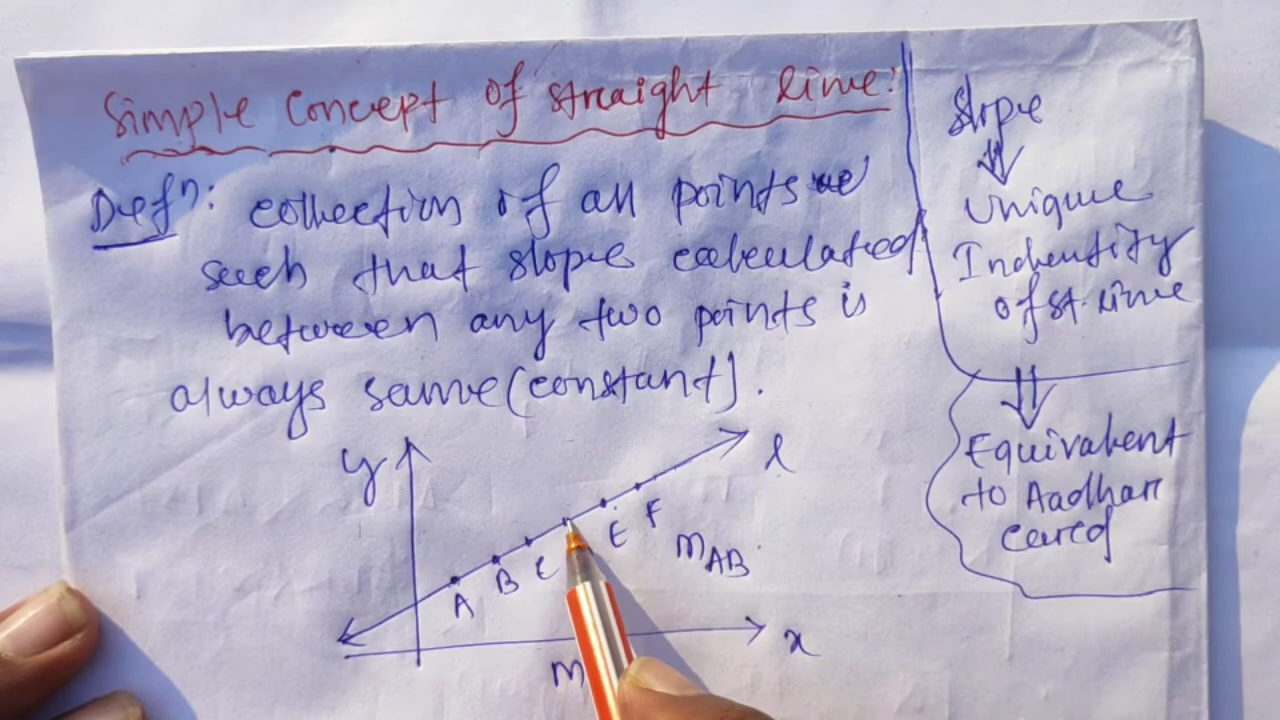 Simple Concept of straight line:
Defn: collection of all points
such that slope calculated
between any two points is
always same (constant).
y
l
A B C E F
mAB
x
m
Slope
Unique
Indentity
of st. line
Equivalent
to Aadhar
card